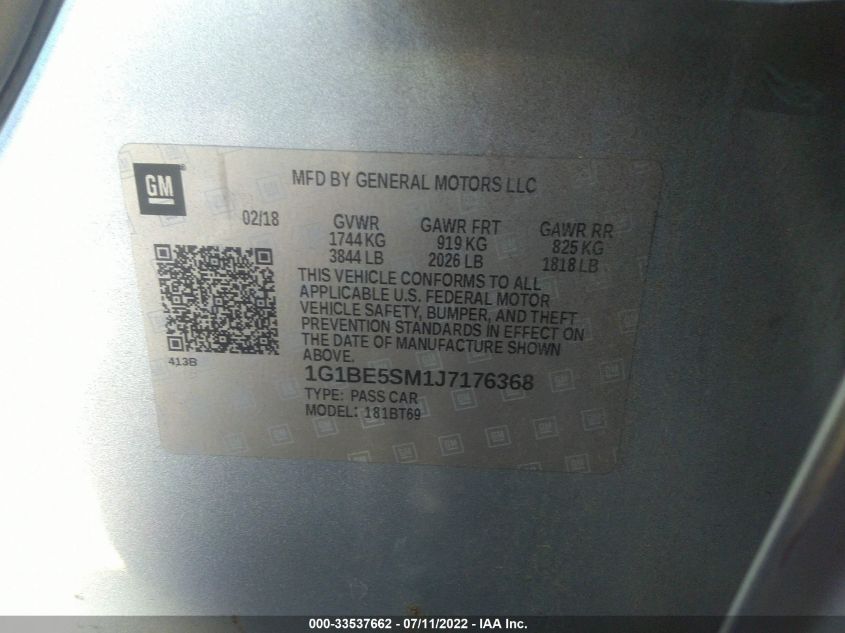 GM
MFD BY GENERAL MOTORS LLC
02/18
GVWR GAWR FRT GAWR RR
1744 KG 919 KG 825 KG
3844 LB 2026 LB 1818 LB
THIS VEHICLE CONFORMS TO ALL
APPLICABLE U.S. FEDERAL MOTOR
VEHICLE SAFETY, BUMPER, AND THEFT
PREVENTION STANDARDS IN EFFECT ON
THE DATE OF MANUFACTURE SHOWN
ABOVE.
413B
1G1BE5SM1J7176368
TYPE: PASS CAR
MODEL: 181BT69
000-33537662 - 07/11/2022 - IAA Inc.